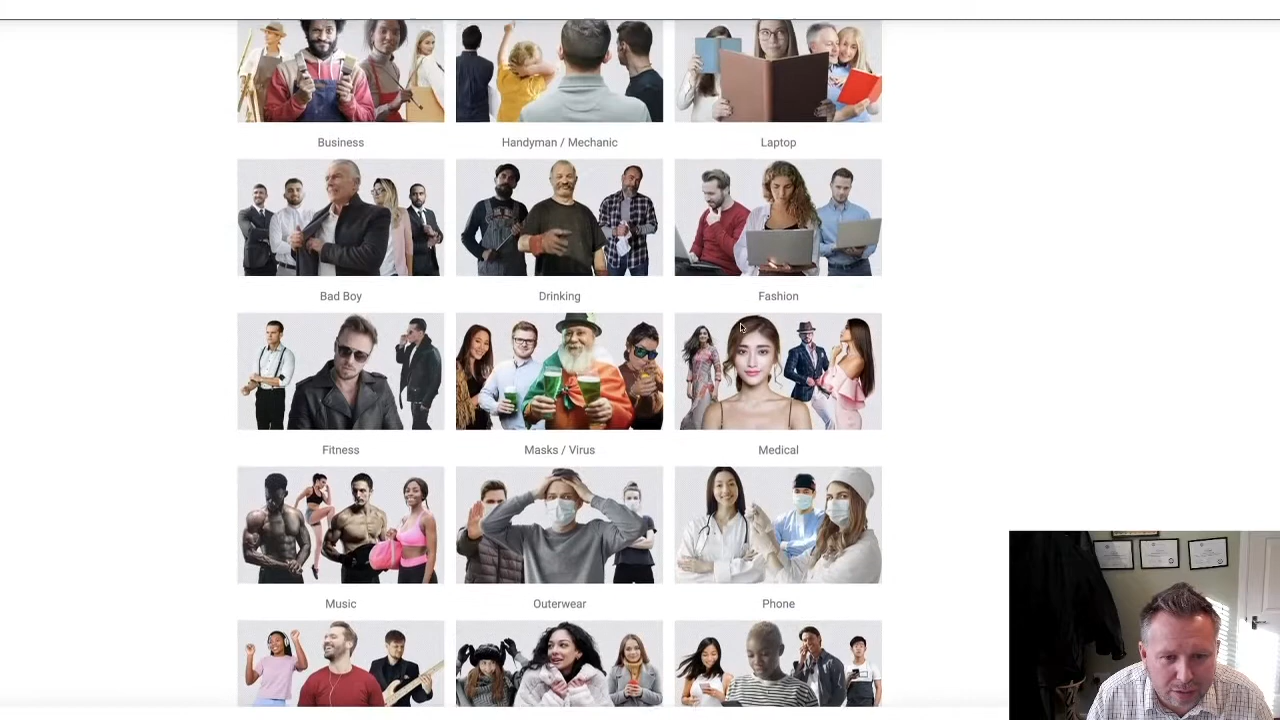 Business
Handyman / Mechanic
Laptop
Bad Boy
Drinking
Fashion
Fitness
Masks / Virus
Medical
Music
Outerwear
Phone